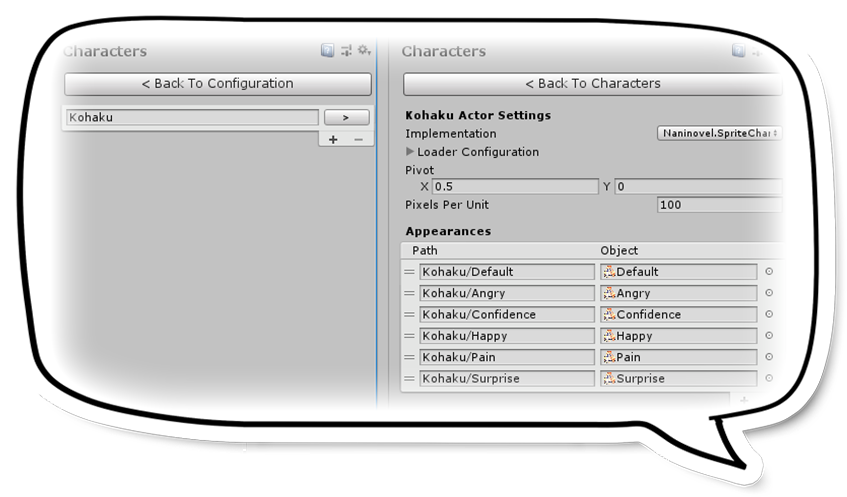 Characters
< Back To Configuration
Kohaku
>
+ −
Characters
< Back To Characters
Kohaku Actor Settings
Implementation Naninovel.SpriteChar
Loader Configuration
Pivot
X 0.5 Y 0
Pixels Per Unit 100
Appearances
Path Object
Kohaku/Default Default
Kohaku/Angry Angry
Kohaku/Confidence Confidence
Kohaku/Happy Happy
Kohaku/Pain Pain
Kohaku/Surprise Surprise